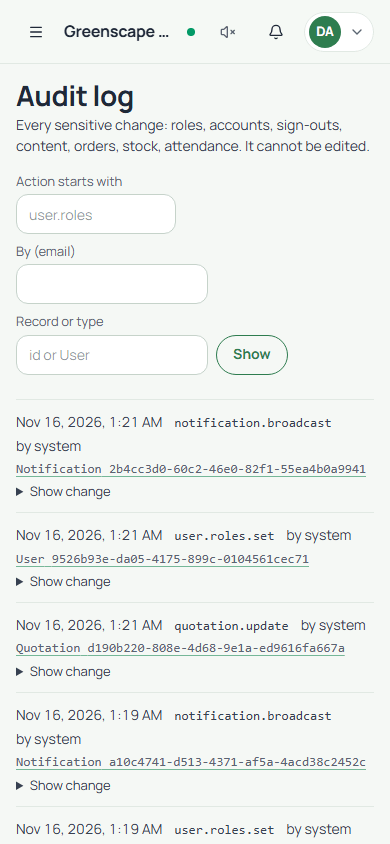 Greenscape ...
DA
Audit log
Every sensitive change: roles, accounts, sign-outs,
content, orders, stock, attendance. It cannot be edited.
Action starts with
user.roles
By (email)
Record or type
id or User
Show
Nov 16, 2026, 1:21 AM notification.broadcast
by system
Notification 2b4cc3d0-60c2-46e0-82f1-55ea4b0a9941
Show change
Nov 16, 2026, 1:21 AM user.roles.set by system
User 9526b93e-da05-4175-899c-0104561cec71
Show change
Nov 16, 2026, 1:21 AM quotation.update by system
Quotation d190b220-808e-4d68-9e1a-ed9616fa667a
Show change
Nov 16, 2026, 1:19 AM notification.broadcast
by system
Notification a10c4741-d513-4371-af5a-4acd38c2452c
Show change
Nov 16, 2026, 1:19 AM user.roles.set by system